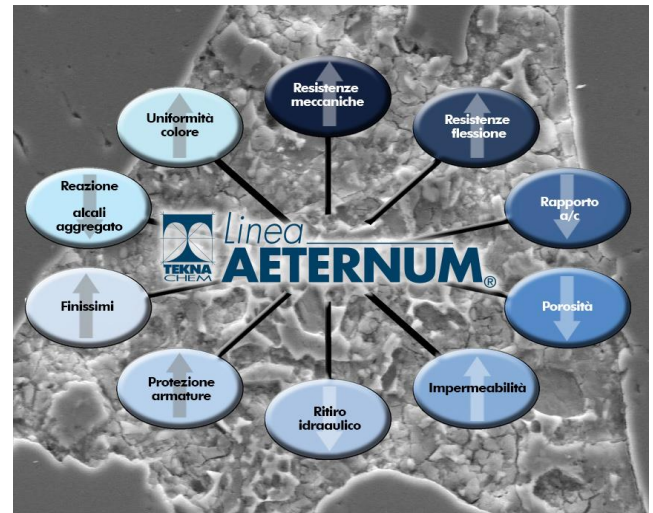 Resistenze
meccaniche
Resistenze
flessione
Rapporto
a/c
Porosità
Impermeabilità
Ritiro
idraaulico
Protezione
armature
Finissimi
Reazione
alcali
aggregato
Uniformità
colore
TEKNA
CHEM
Linea
AETERNUM®